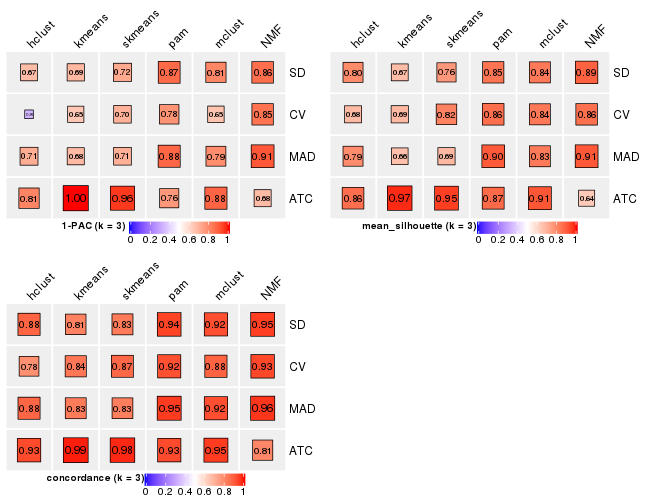 hclust kmeans skmeans pam mclust NMF
0.67 0.69 0.72 0.87 0.81 0.86 SD
0.65 0.70 0.78 0.65 0.85 CV
0.71 0.68 0.71 0.88 0.79 0.91 MAD
0.81 1.00 0.96 0.76 0.88 0.68 ATC
1-PAC (k = 3)
0 0.2 0.4 0.6 0.8 1
hclust kmeans skmeans pam mclust NMF
0.80 0.67 0.76 0.85 0.84 0.89 SD
0.68 0.69 0.82 0.86 0.84 0.86 CV
0.79 0.66 0.69 0.90 0.83 0.91 MAD
0.86 0.97 0.95 0.87 0.91 0.64 ATC
mean_silhouette (k = 3)
0 0.2 0.4 0.6 0.8 1
hclust kmeans skmeans pam mclust NMF
0.88 0.81 0.83 0.94 0.92 0.95 SD
0.78 0.84 0.87 0.92 0.88 0.93 CV
0.88 0.83 0.83 0.95 0.92 0.96 MAD
0.93 0.99 0.98 0.93 0.95 0.81 ATC
concordance (k = 3)
0 0.2 0.4 0.6 0.8 1